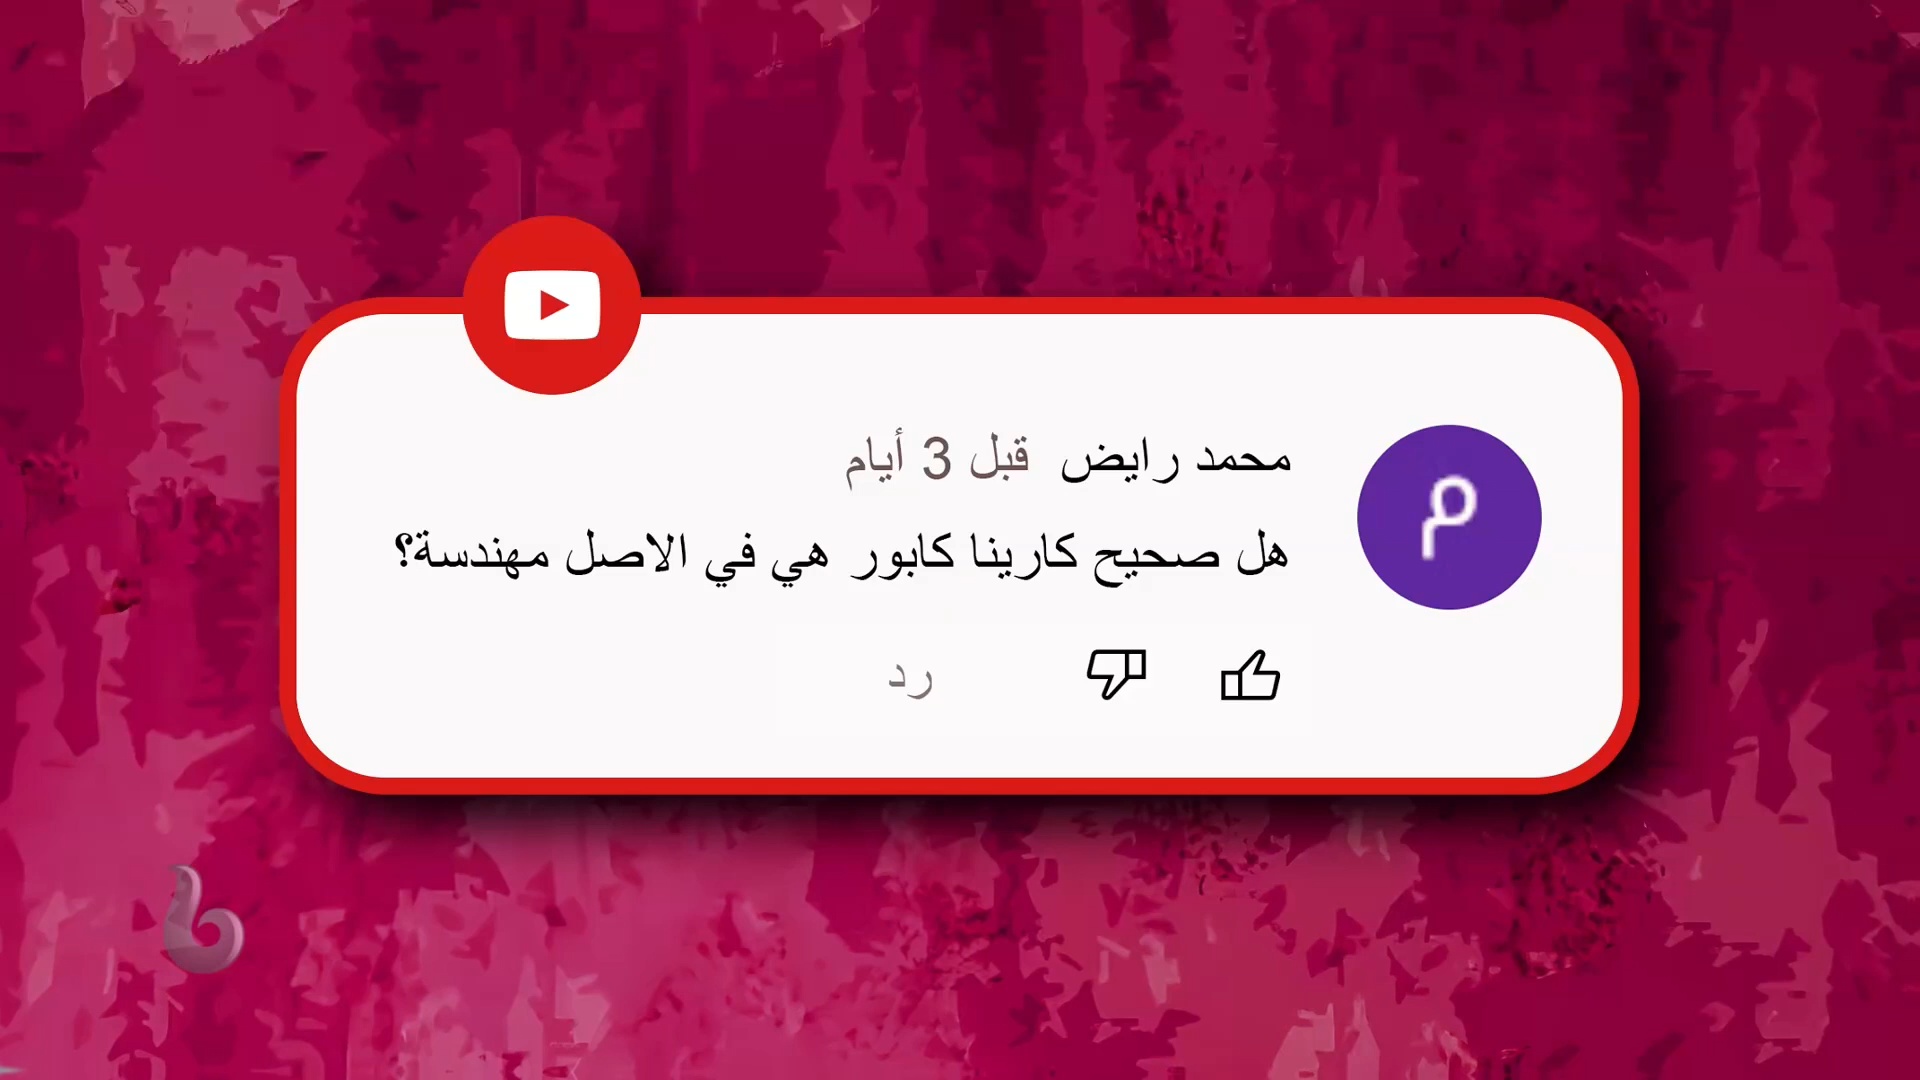 محمد رايض قبل 3 أيام
م
هل صحيح كارينا كابور هي في الاصل مهندسة؟
رد